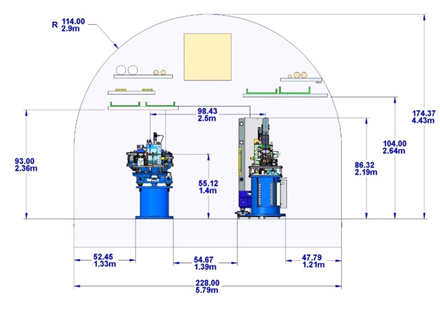 R 114.00
2.9m
174.37
4.43m
98.43
2.5m
104.00
2.64m
93.00
2.36m
86.32
2.19m
55.12
1.4m
52.45
1.33m
54.67
1.39m
47.79
1.21m
228.00
5.79m